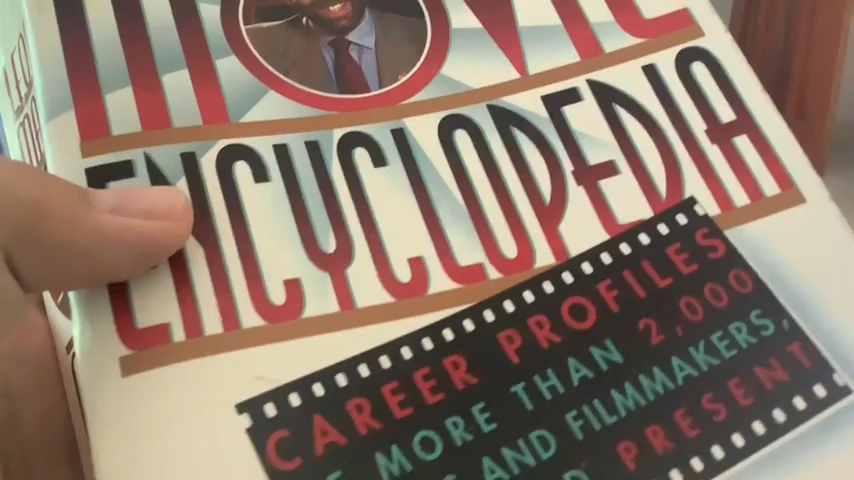 MOVIE
ENCYCLOPEDIA
CAREER PROFILES
MORE THAN 2,000
AND FILMMAKERS,
PRESENT